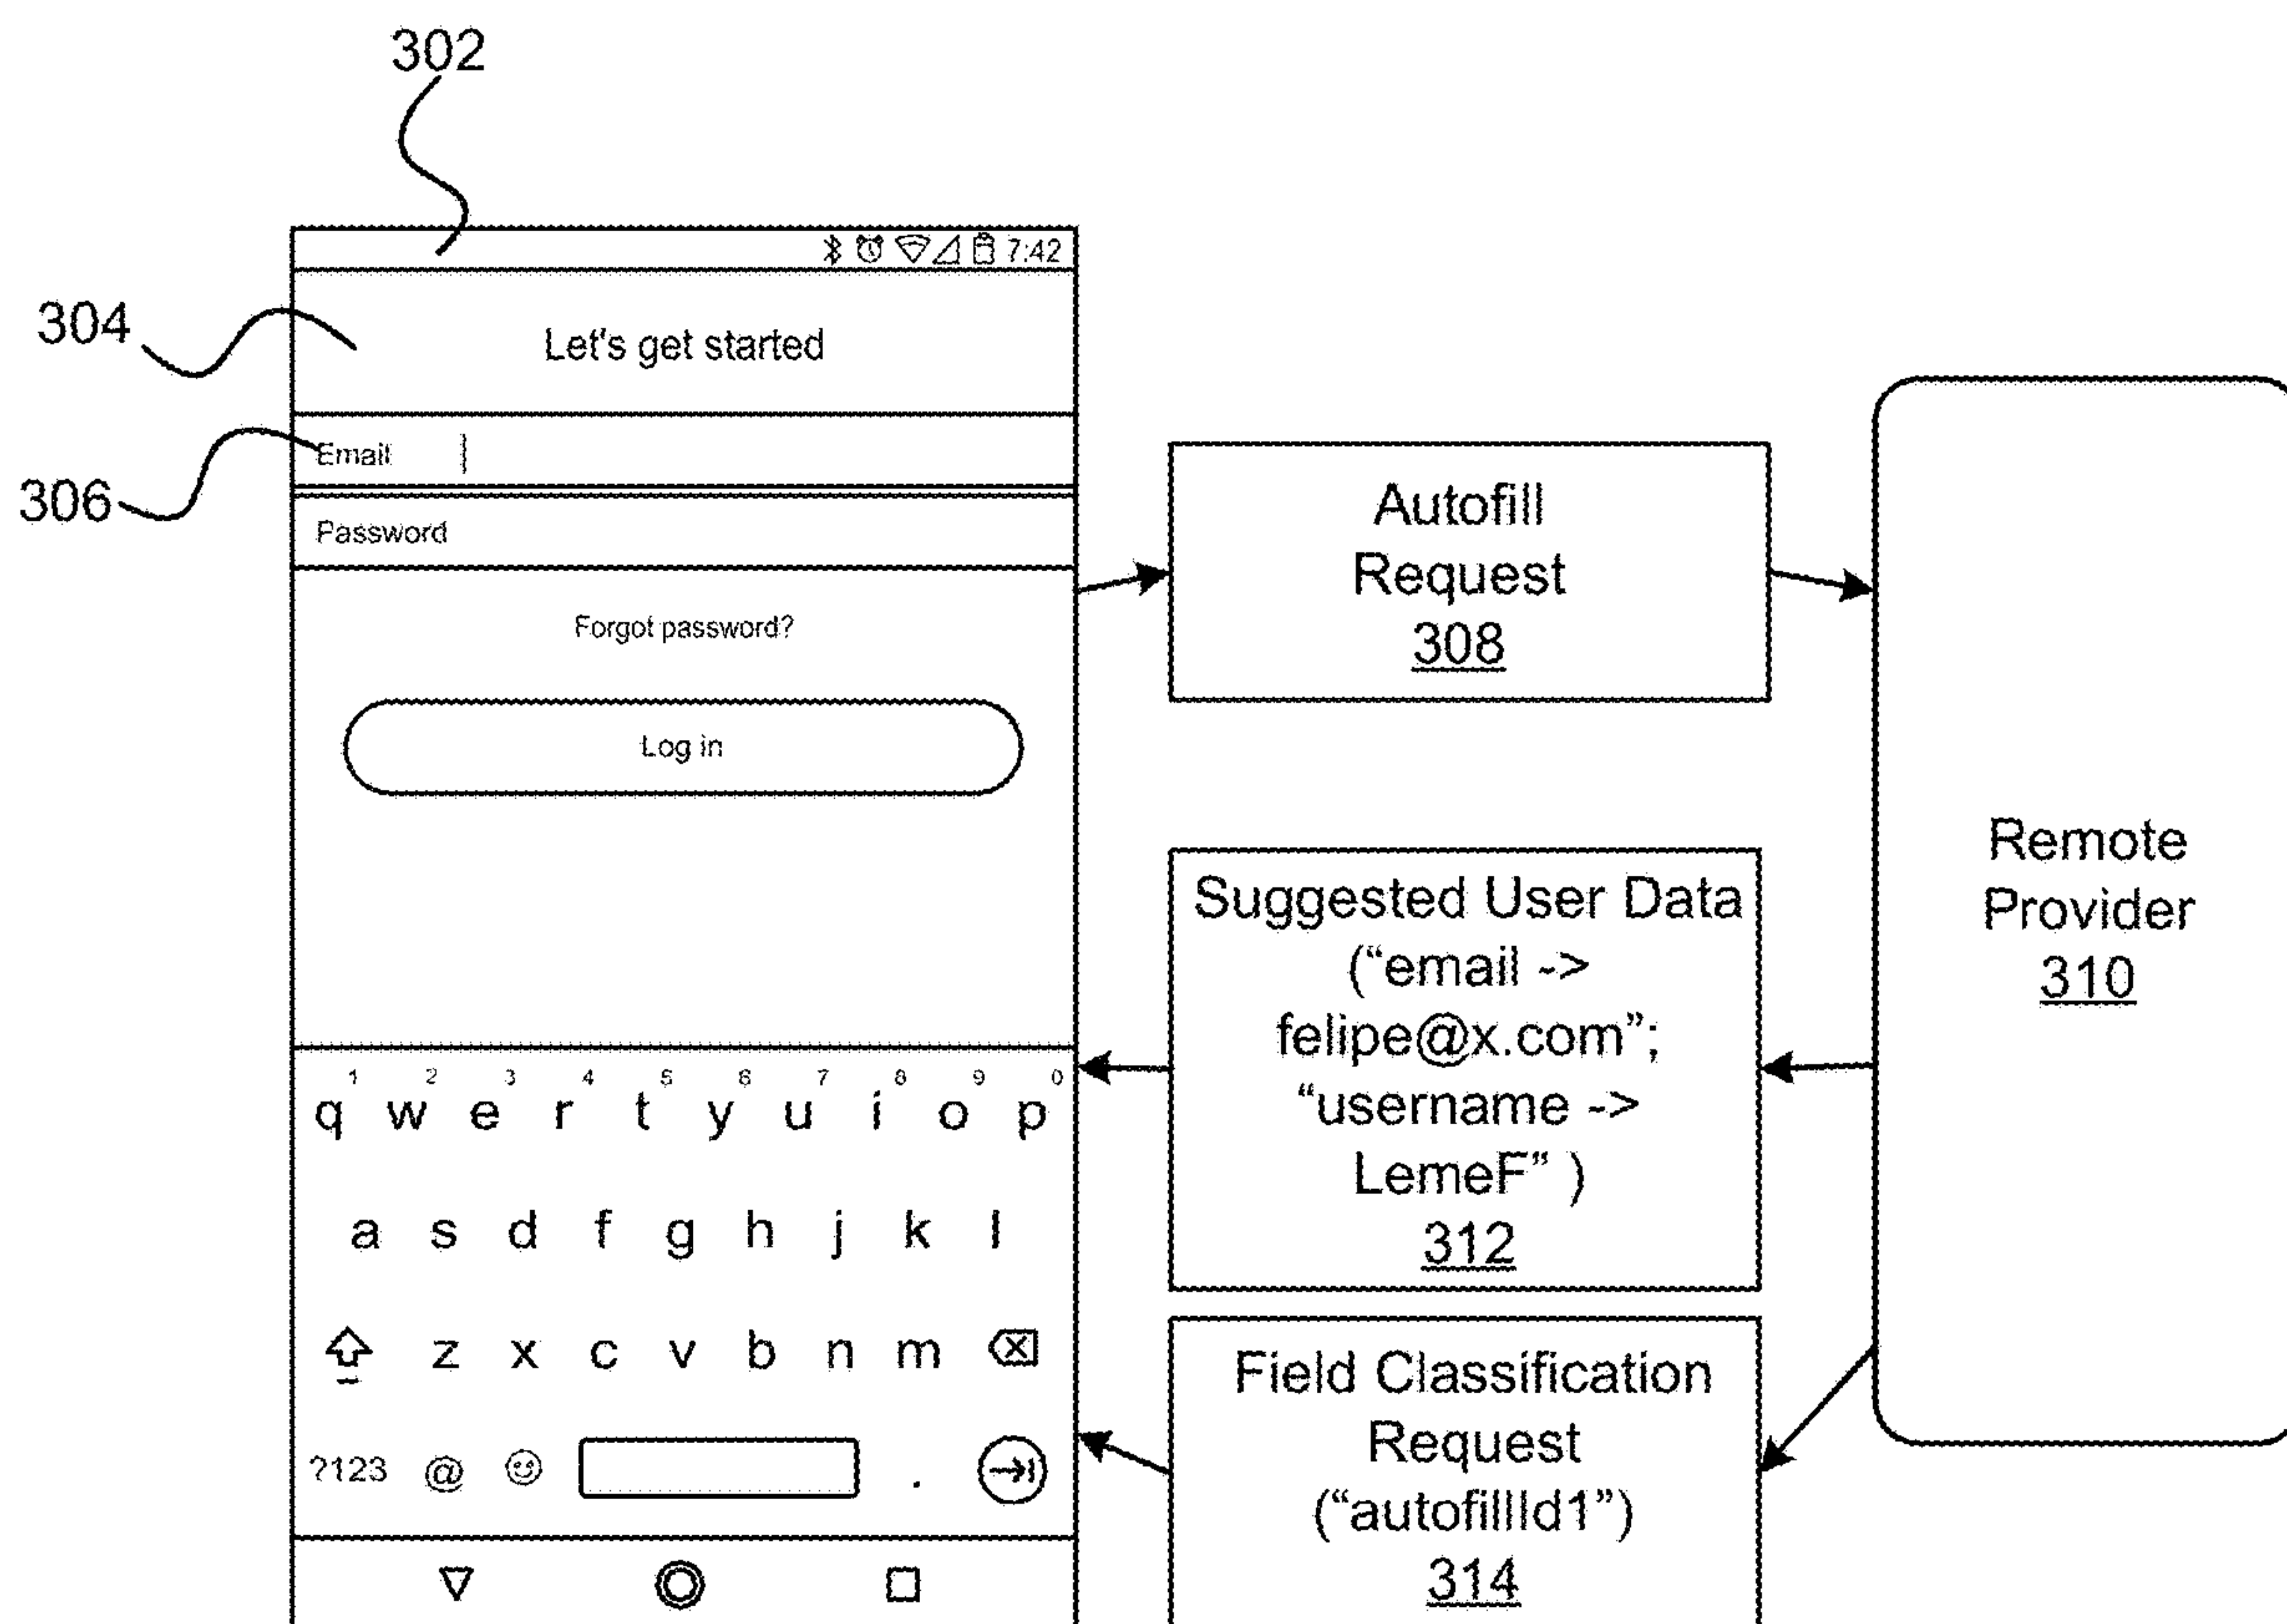 302
7:42
304
Let's get started
306
Email
Password
Forgot password?
Log in
1 2 3 4 5 6 7 8 9 0
q w e r t y u i o p
a s d f g h j k l
z x c v b n m
?123 @ .
Autofill
Request
308
Suggested User Data
(“email ->
felipe@x.com”;
“username ->
LemeF” )
312
Field Classification
Request
(“autofillId1”)
314
Remote
Provider
310